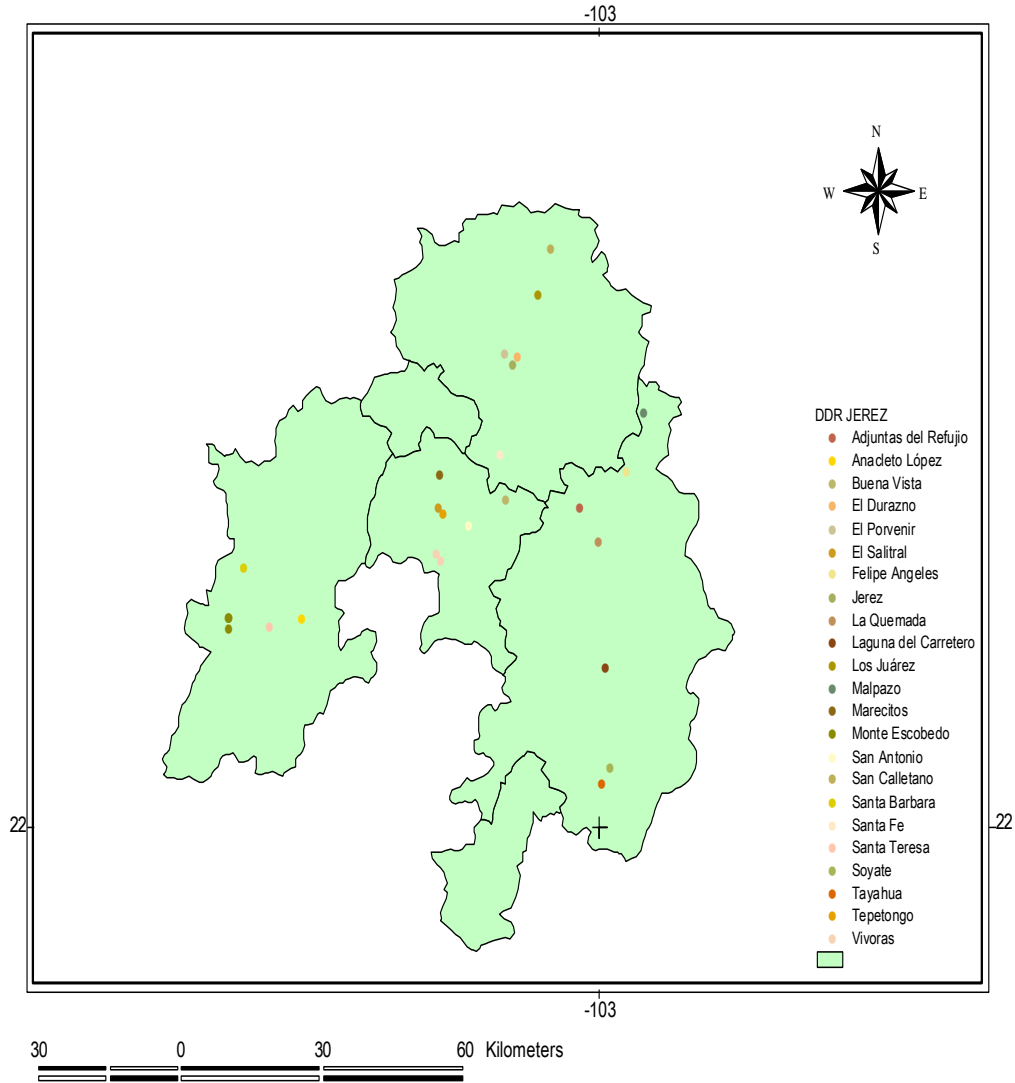 -103
N
W E
S
DDR JEREZ
Adjuntas del Refujio
Anacleto López
Buena Vista
El Durazno
El Porvenir
El Salitral
Felipe Angeles
Jerez
La Quemada
Laguna del Carretero
Los Juárez
Malpazo
Marecitos
Monte Escobedo
San Antonio
San Calletano
Santa Barbara
Santa Fe
Santa Teresa
Soyate
Tayahua
Tepetongo
Vivoras
22 22
-103
30 0 30 60 Kilometers